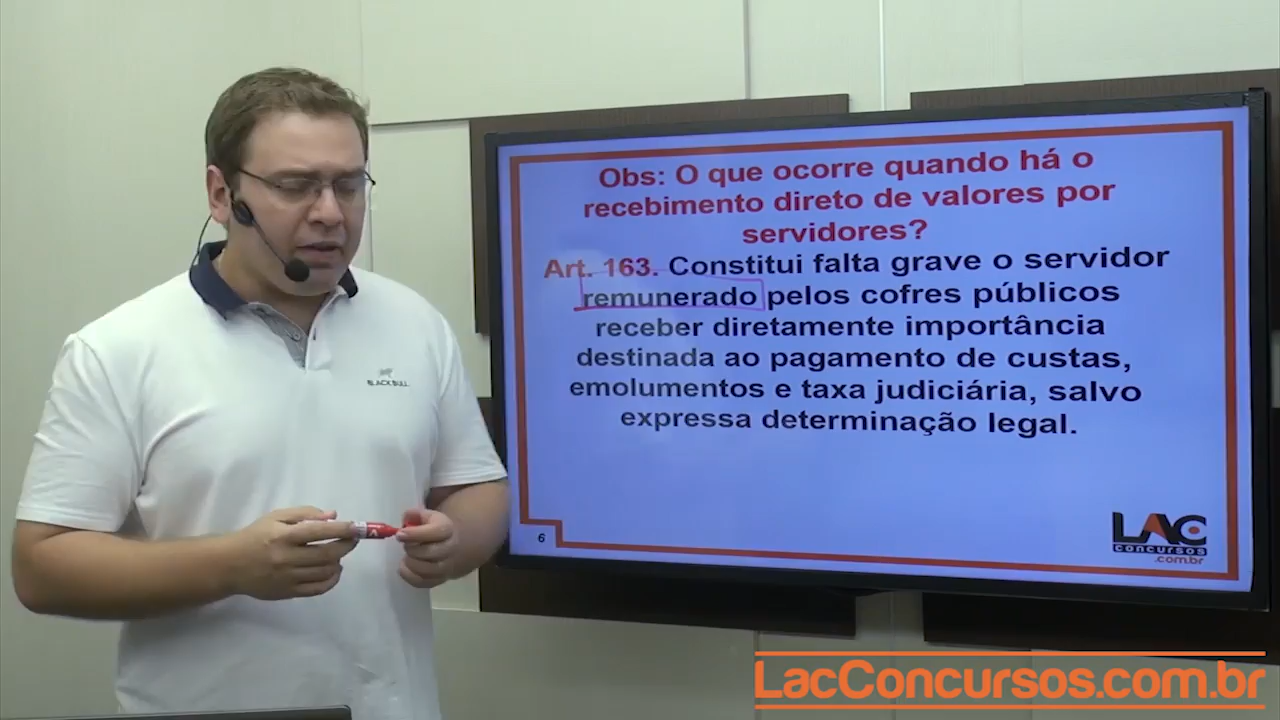 Obs: O que ocorre quando há o
recebimento direto de valores por
servidores?
Art. 163. Constitui falta grave o servidor
remunerado pelos cofres públicos
receber diretamente importância
destinada ao pagamento de custas,
emolumentos e taxa judiciária, salvo
expressa determinação legal.
BLACK BULL
6
LAC
concursos
.com.br
LacConcursos.com.br